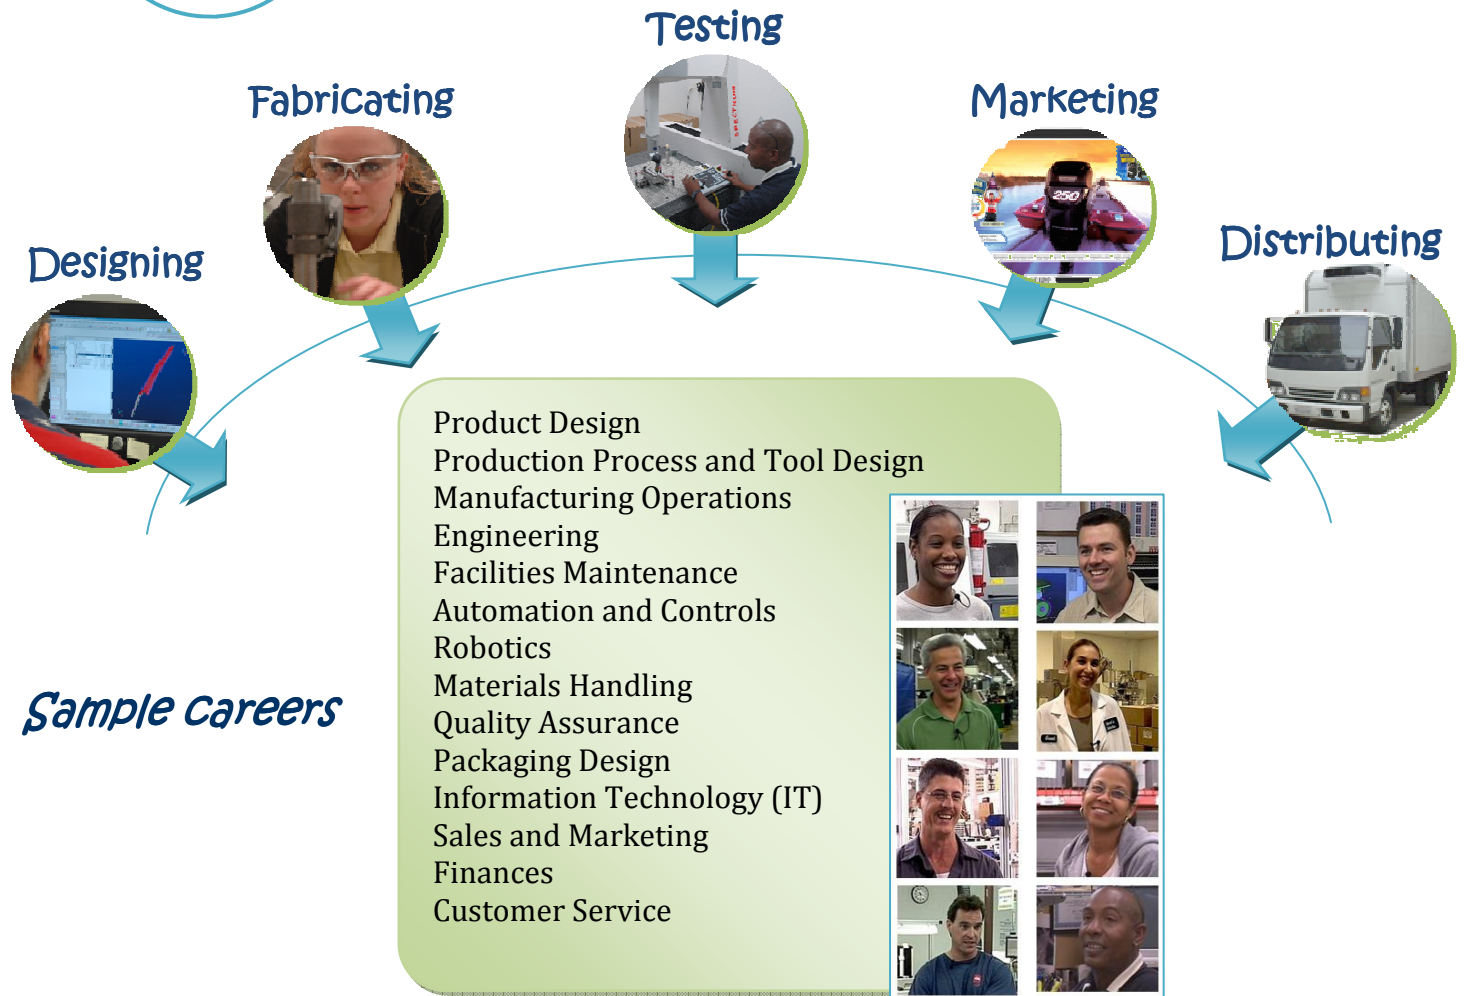 Testing
Fabricating
Marketing
Distributing
Designing
SPECTRUM
250
Product Design
Production Process and Tool Design
Manufacturing Operations
Engineering
Facilities Maintenance
Automation and Controls
Robotics
Materials Handling
Quality Assurance
Packaging Design
Information Technology (IT)
Sales and Marketing
Finances
Customer Service
Sample careers